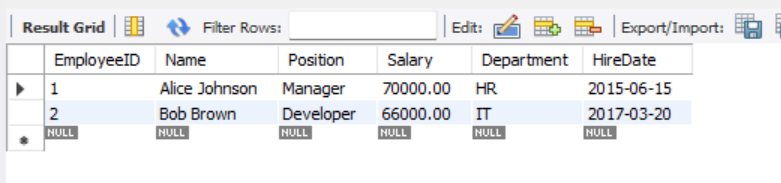 Result Grid Filter Rows: Edit: Export/Import:
EmployeeID Name Position Salary Department HireDate
1 Alice Johnson Manager 70000.00 HR 2015-06-15
2 Bob Brown Developer 66000.00 IT 2017-03-20
NULL NULL NULL NULL NULL NULL